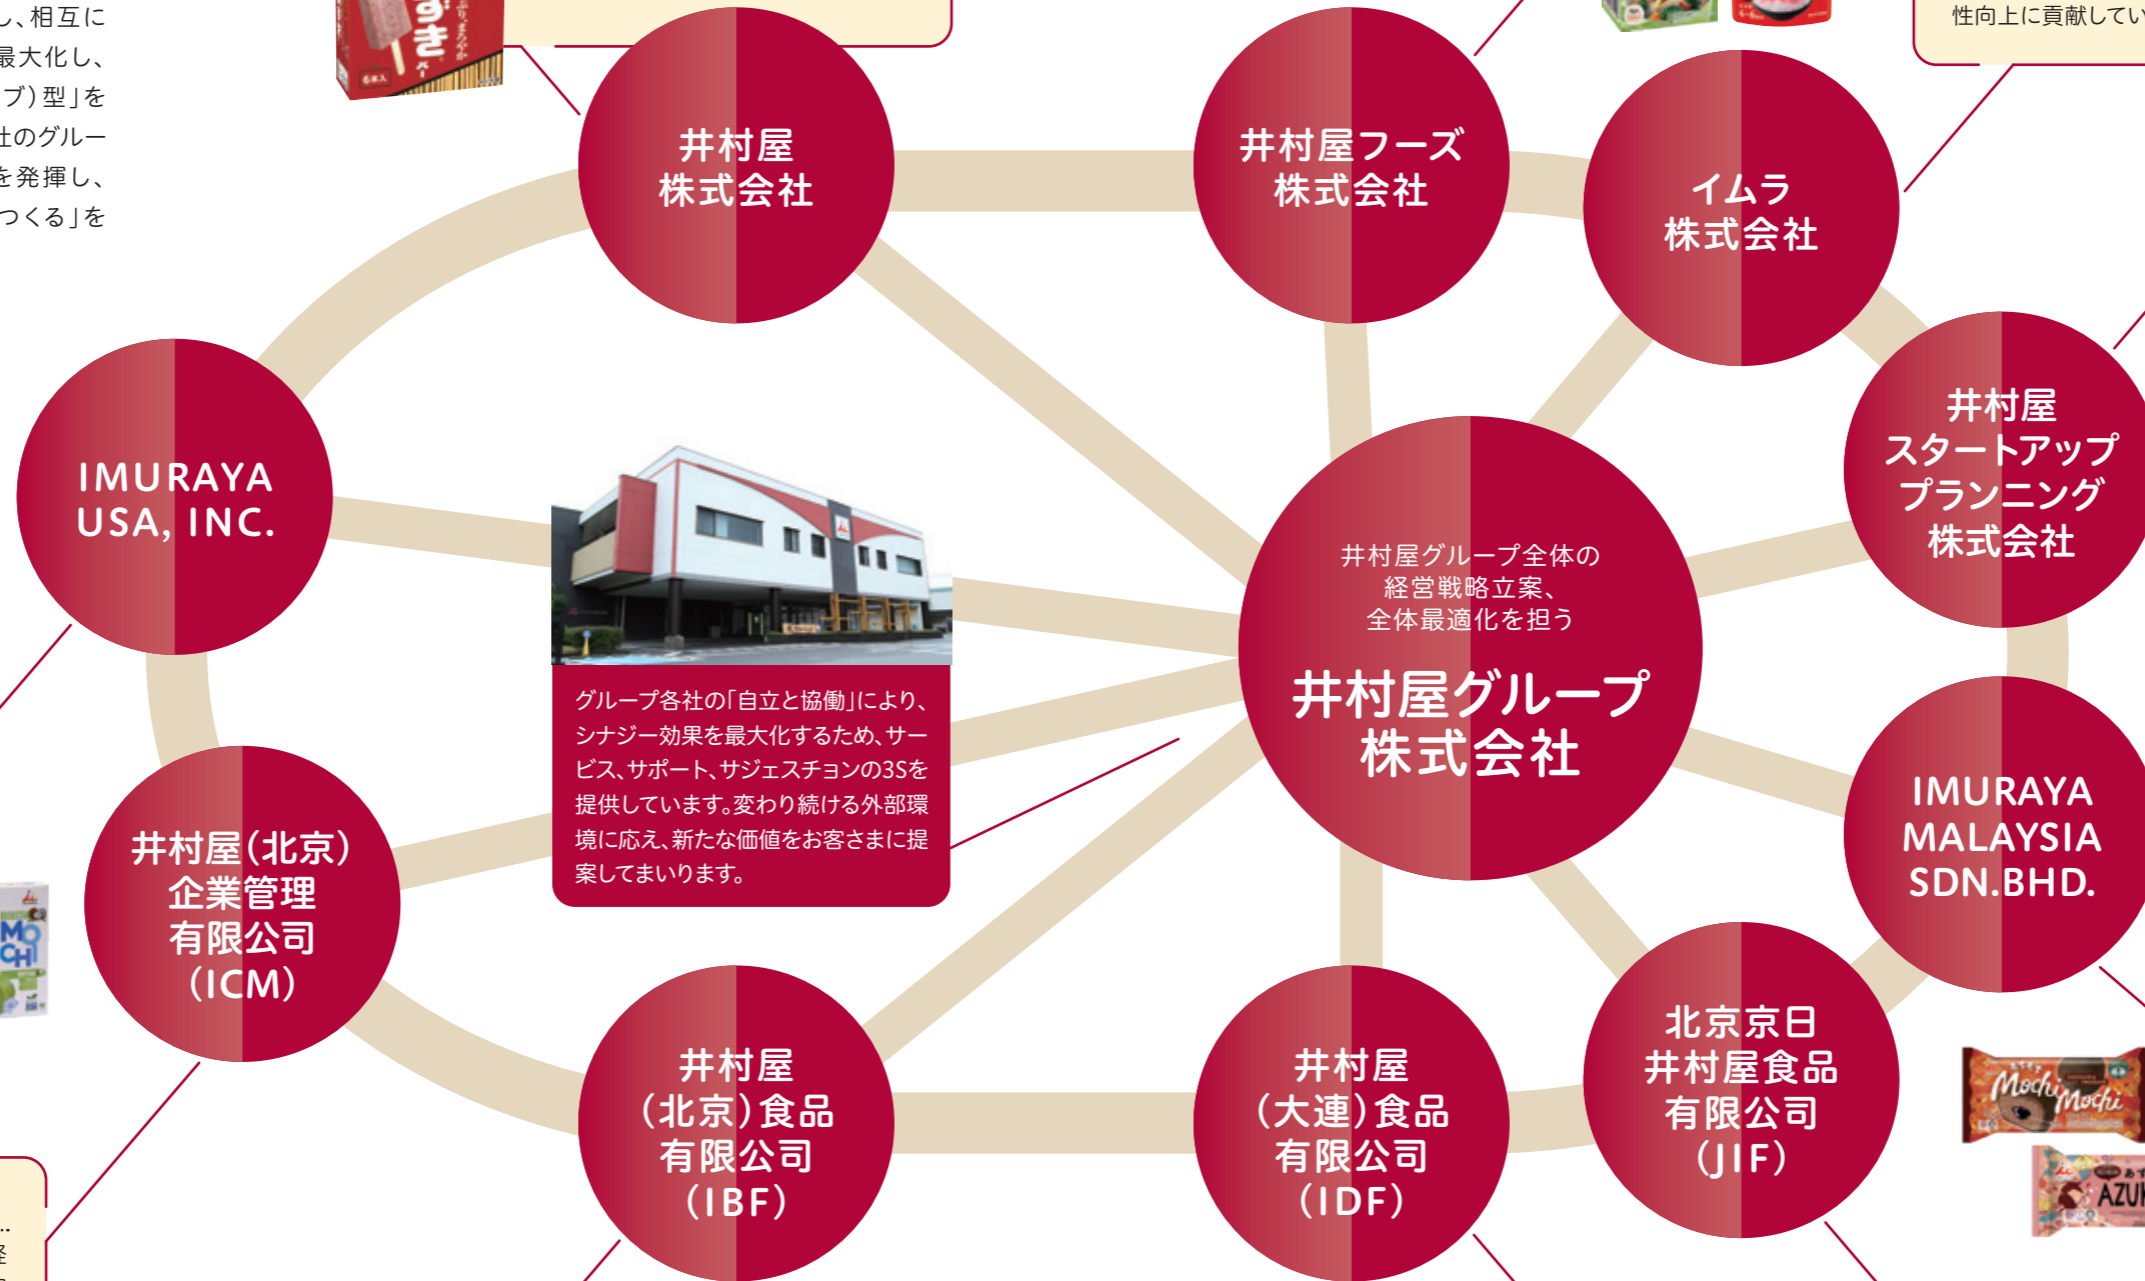 し、相互に
最大化し、
ブ）型」を
社のグルー
を発揮し、
つくる」を
ずき
バー
6本入
性向上に貢献してい
井村屋
株式会社
井村屋フーズ
株式会社
イムラ
株式会社
井村屋
スタートアップ
プランニング
株式会社
IMURAYA
USA, INC.
井村屋グループ全体の
経営戦略立案、
全体最適化を担う
井村屋グループ
株式会社
グループ各社の「自立と協働」により、
シナジー効果を最大化するため、サー
ビス、サポート、サジェスチョンの3Sを
提供しています。変わり続ける外部環
境に応え、新たな価値をお客さまに提
案してまいります。
IMURAYA
MALAYSIA
SDN.BHD.
井村屋（北京）
企業管理
有限公司
（ICM）
MO
CHI
井村屋
（北京）食品
有限公司
（IBF）
井村屋
（大連）食品
有限公司
（IDF）
北京京日
井村屋食品
有限公司
（JIF）
Mochi
Mochi
AZUK
…
経